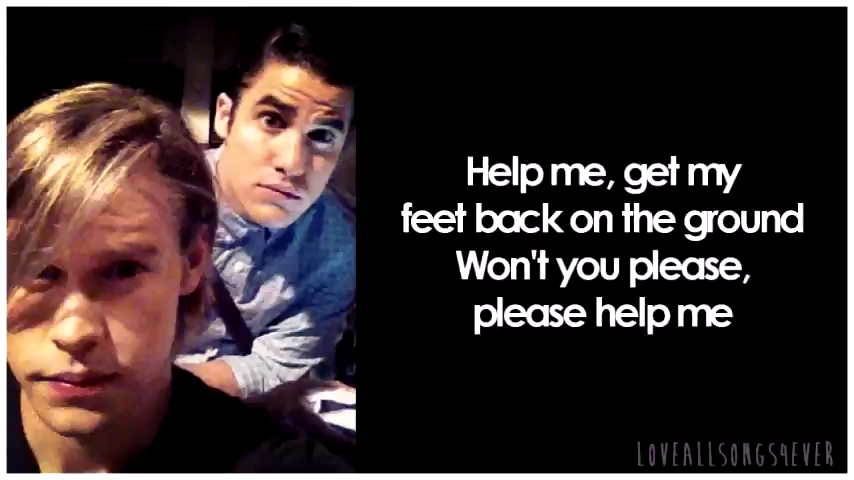 Help me, get my
feet back on the ground
Won't you please,
please help me
LOVEALLSONGS4EVER